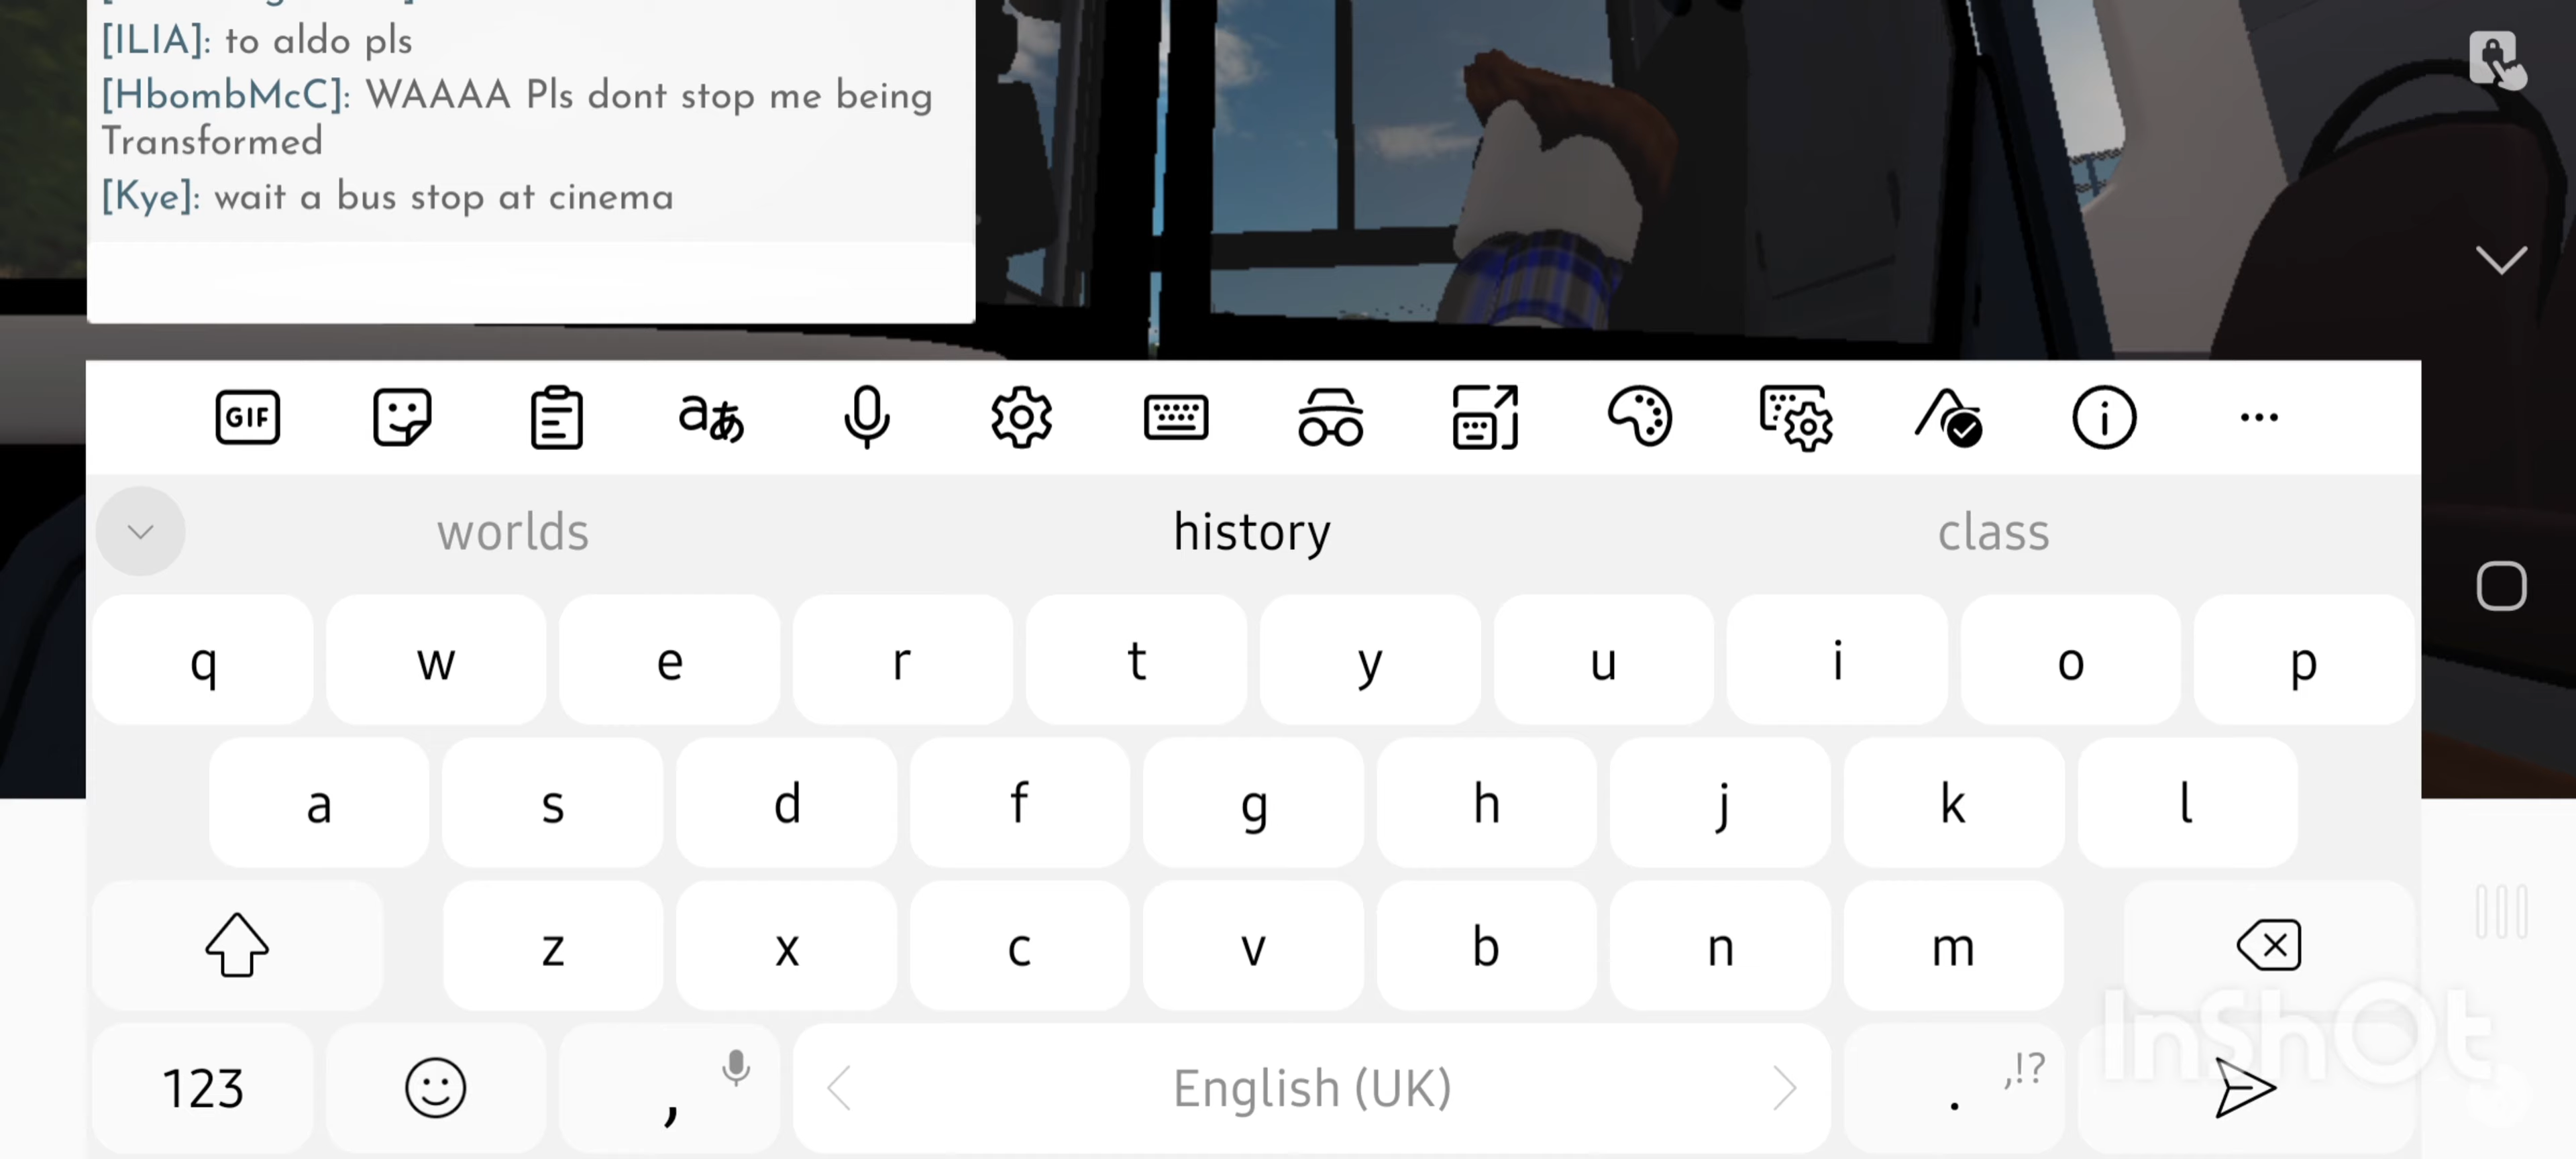 [ILIA]: to aldo pls
[HbombMcC]: WAAAA Pls dont stop me being
Transformed
[Kye]: wait a bus stop at cinema
GIF
aあ
worlds history class
q w e r t y u i o p
a s d f g h j k l
z x c v b n m
InShOt
123 , English (UK) . ,!?